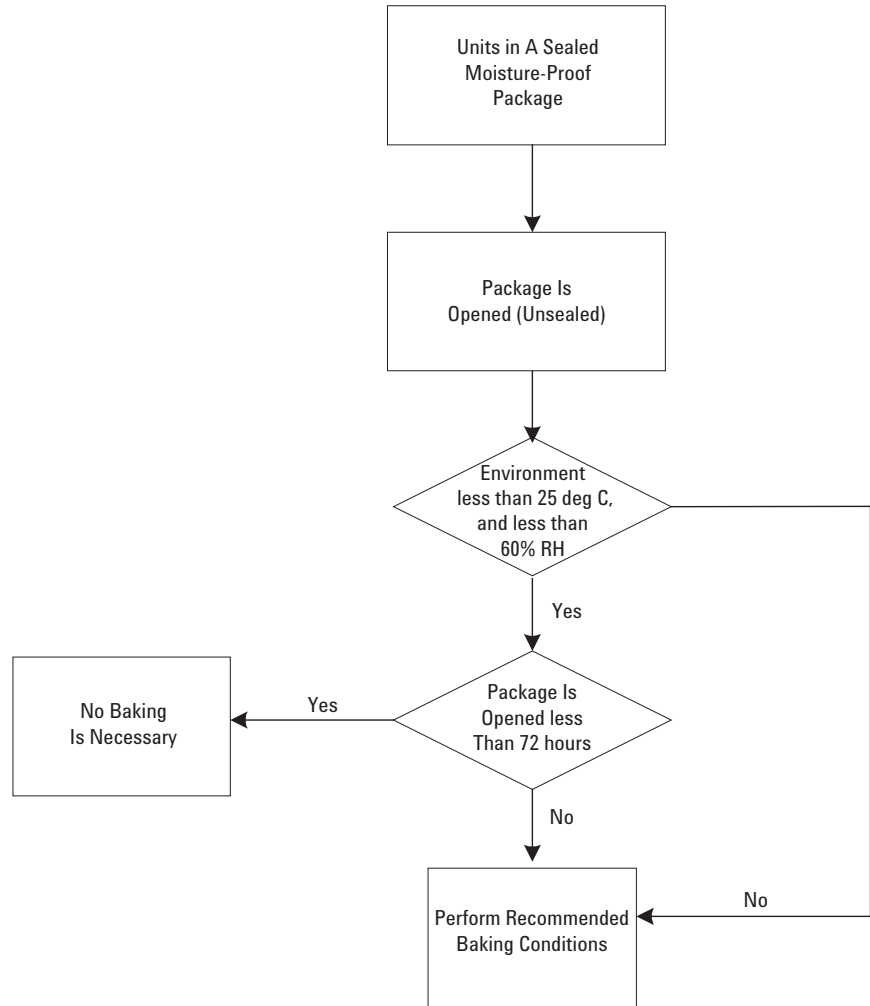 Units in A Sealed
Moisture-Proof
Package
Package Is
Opened (Unsealed)
Environment
less than 25 deg C,
and less than
60% RH
Yes
Package Is
Opened less
Than 72 hours
Yes
No Baking
Is Necessary
No
Perform Recommended
Baking Conditions
No